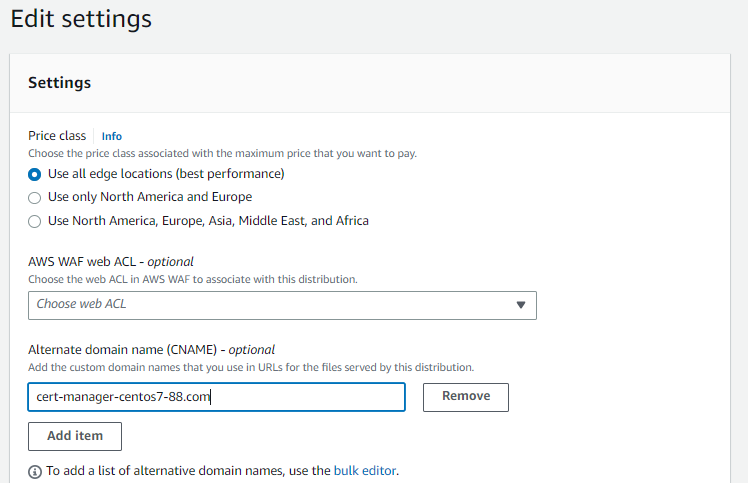 Edit settings
Settings
Price class Info
Choose the price class associated with the maximum price that you want to pay.
Use all edge locations (best performance)
Use only North America and Europe
Use North America, Europe, Asia, Middle East, and Africa
AWS WAF web ACL - optional
Choose the web ACL in AWS WAF to associate with this distribution.
Choose web ACL
Alternate domain name (CNAME) - optional
Add the custom domain names that you use in URLs for the files served by this distribution.
cert-manager-centos7-88.com Remove
Add item
To add a list of alternative domain names, use the bulk editor.